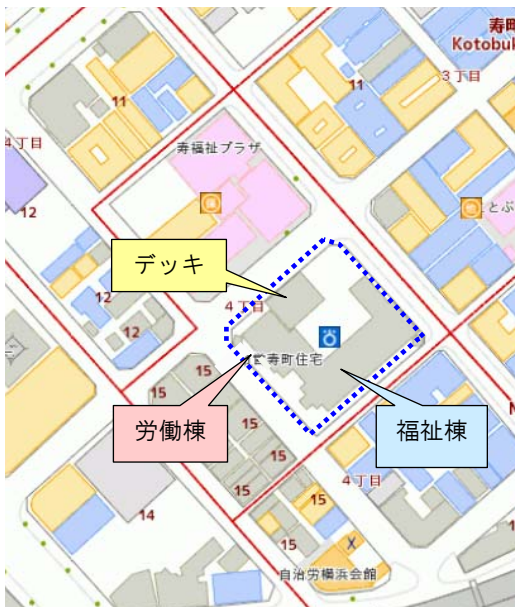 寿町
Kotobuk
3丁目
11
11
4丁目
寿福祉プラザ
12
とぶ
デッキ
12
4丁目
12
営寿町住宅
15
労働棟
福祉棟
15
15
15
4丁目
14
15
15
15
自治労横浜会館
1